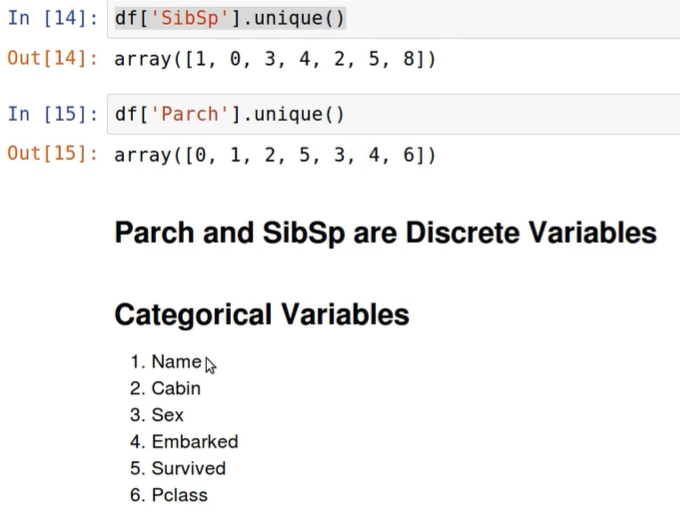 In [14]: df['SibSp'].unique()
Out[14]: array([1, 0, 3, 4, 2, 5, 8])
In [15]: df['Parch'].unique()
Out[15]: array([0, 1, 2, 5, 3, 4, 6])
Parch and SibSp are Discrete Variables
Categorical Variables
1. Name
2. Cabin
3. Sex
4. Embarked
5. Survived
6. Pclass